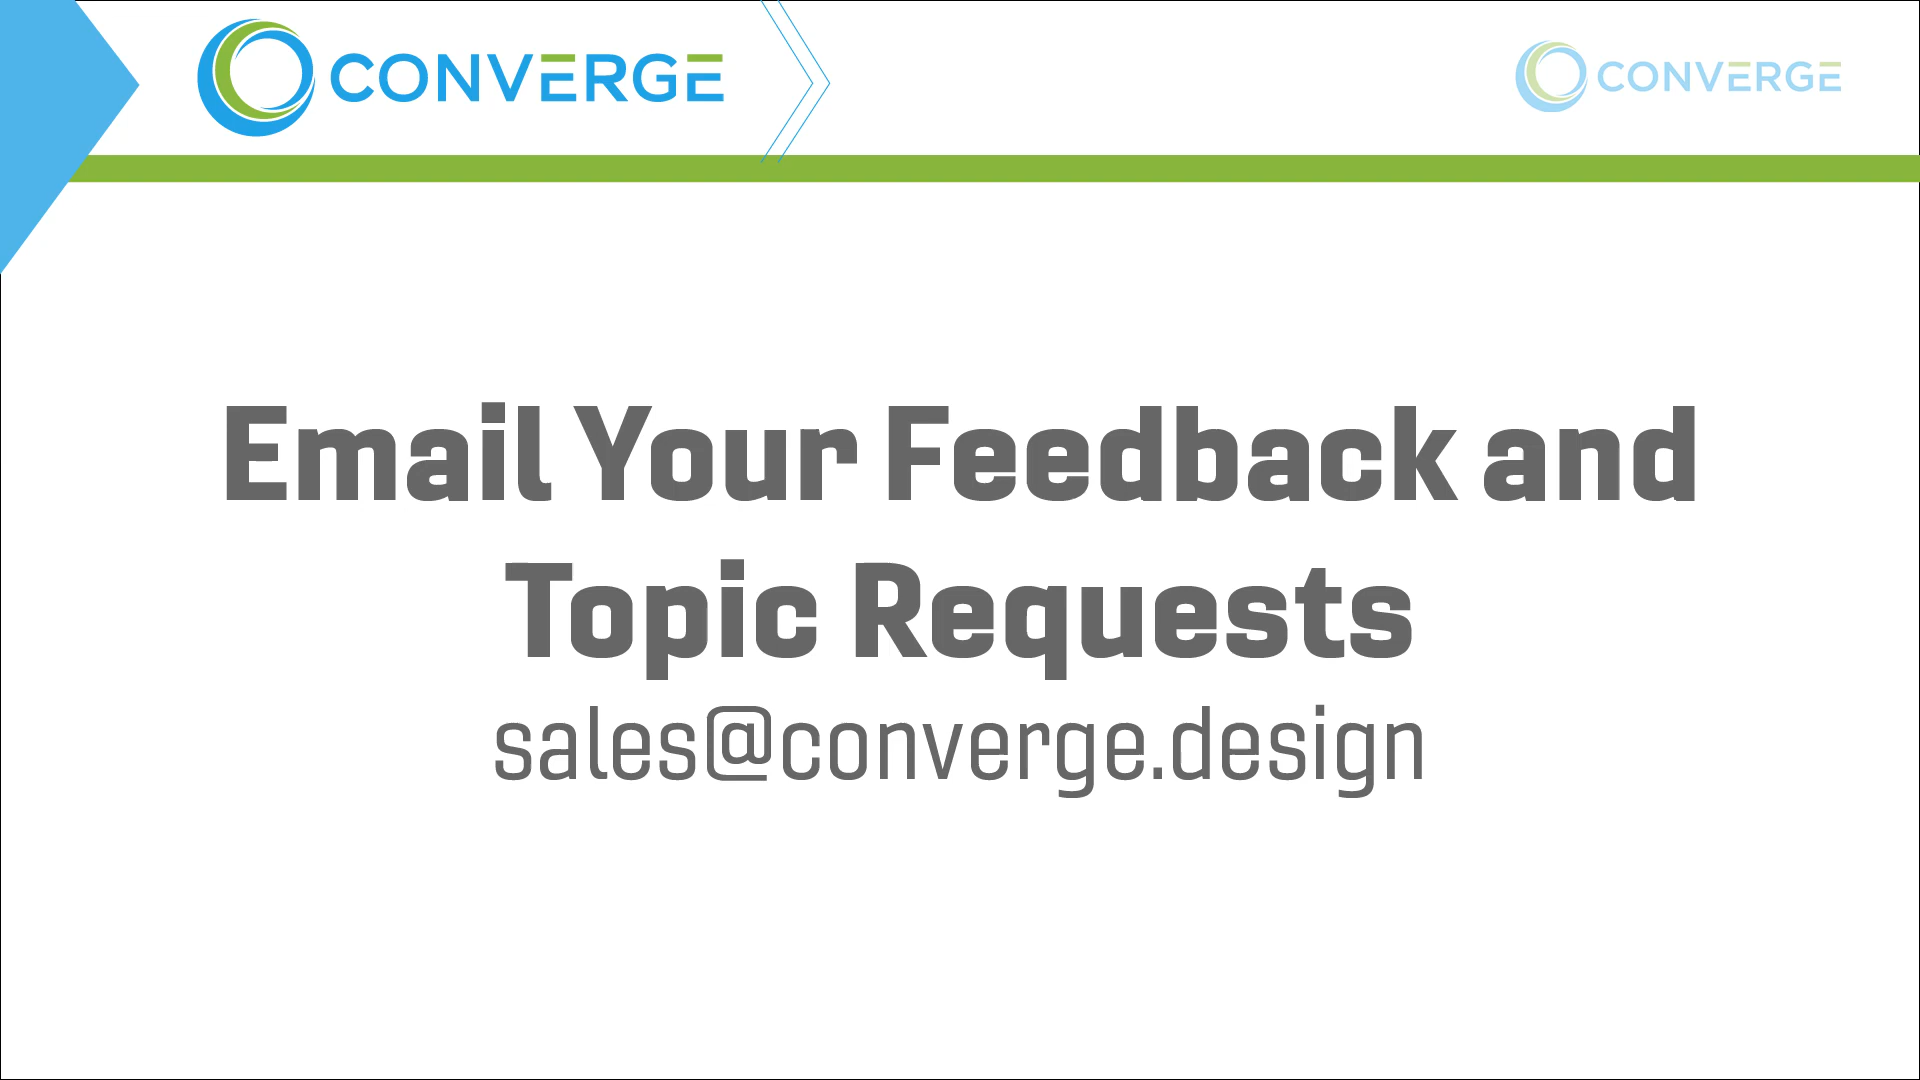 CONVERGE
CONVERGE
Email Your Feedback and
Topic Requests
sales@converge.design